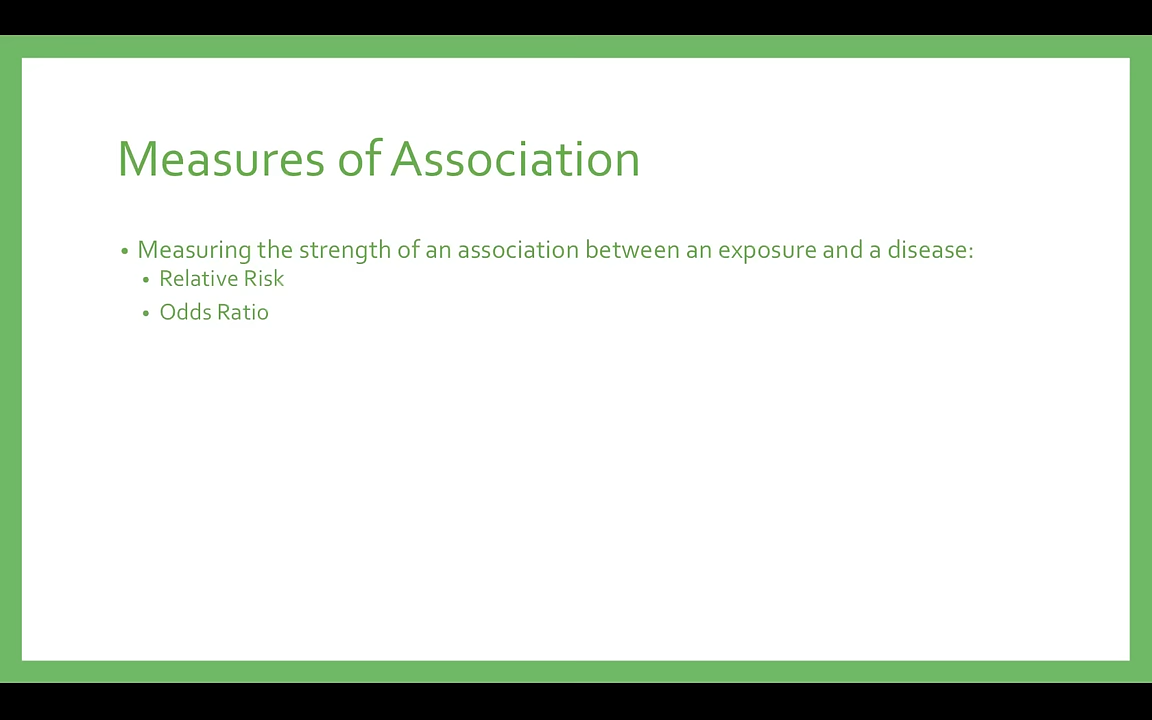 Measures of Association
• Measuring the strength of an association between an exposure and a disease:
• Relative Risk
• Odds Ratio